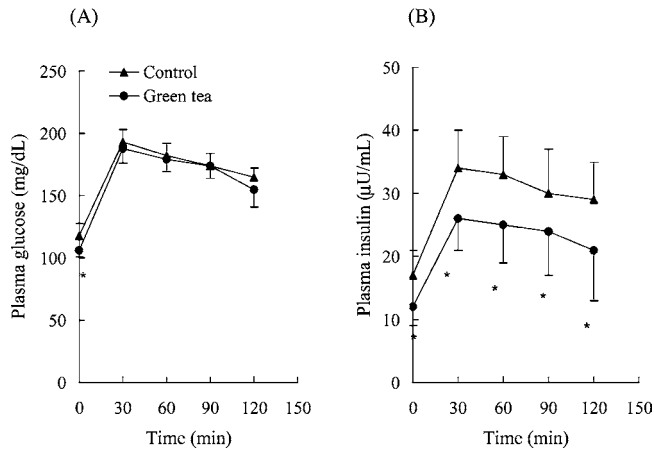 (A)
Control
Green tea
Plasma glucose (mg/dL)
250
200
150
100
50
0
*
0 30 60 90 120 150
Time (min)
(B)
Plasma insulin (μU/mL)
50
40
30
20
10
0
* * * * *
0 30 60 90 120 150
Time (min)